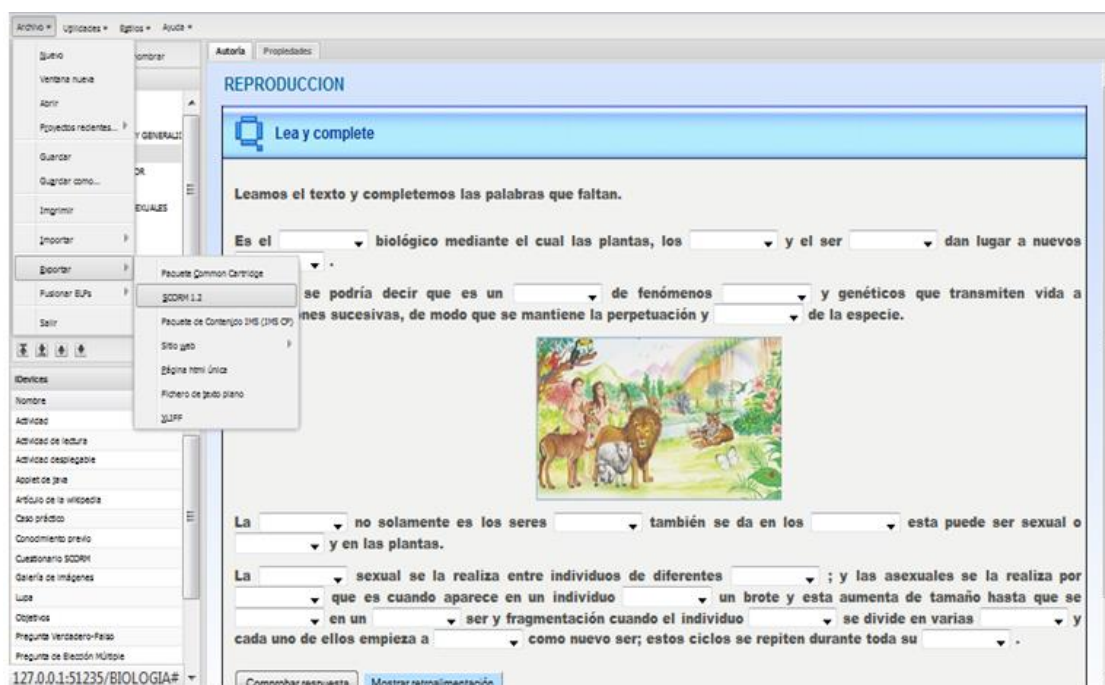 Archivo Utilidades Estilos Ayuda
Nuevo
Ventana nueva
Abrir
Proyectos recientes...
Guardar
Guardar como...
Imprimir
Importar
Exportar
Fusionar ELPs
Salir
ombrar
Y GENERALI
OR
EXUALES
Paquete Common Cartridge
SCORM 1.2
Paquete de Contenido IMS (IMS CP)
Sitio web
Página html única
Fichero de texto plano
XLIFF
iDevices
Nombre
Actividad
Actividad de lectura
Actividad desplegable
Applet de Java
Artículo de la wikipedia
Caso práctico
Conocimiento previo
Cuestionario SCORM
Galería de imágenes
Lupa
Objetivos
Pregunta Verdadero-Falso
Pregunta de Elección Múltiple
127.0.0.1:51235/BIOLOGIA#
Autoría Propiedades
REPRODUCCION
Lea y complete
Leamos el texto y completemos las palabras que faltan.
Es el biológico mediante el cual las plantas, los y el ser dan lugar a nuevos
.
se podría decir que es un de fenómenos y genéticos que transmiten vida a
nes sucesivas, de modo que se mantiene la perpetuación y de la especie.
La no solamente es los seres también se da en los esta puede ser sexual o
y en las plantas.
La sexual se la realiza entre individuos de diferentes ; y las asexuales se la realiza por
que es cuando aparece en un individuo un brote y esta aumenta de tamaño hasta que se
en un ser y fragmentación cuando el individuo se divide en varias y
cada uno de ellos empieza a como nuevo ser; estos ciclos se repiten durante toda su .
Comprobar respuesta Mostrar retroalimentación